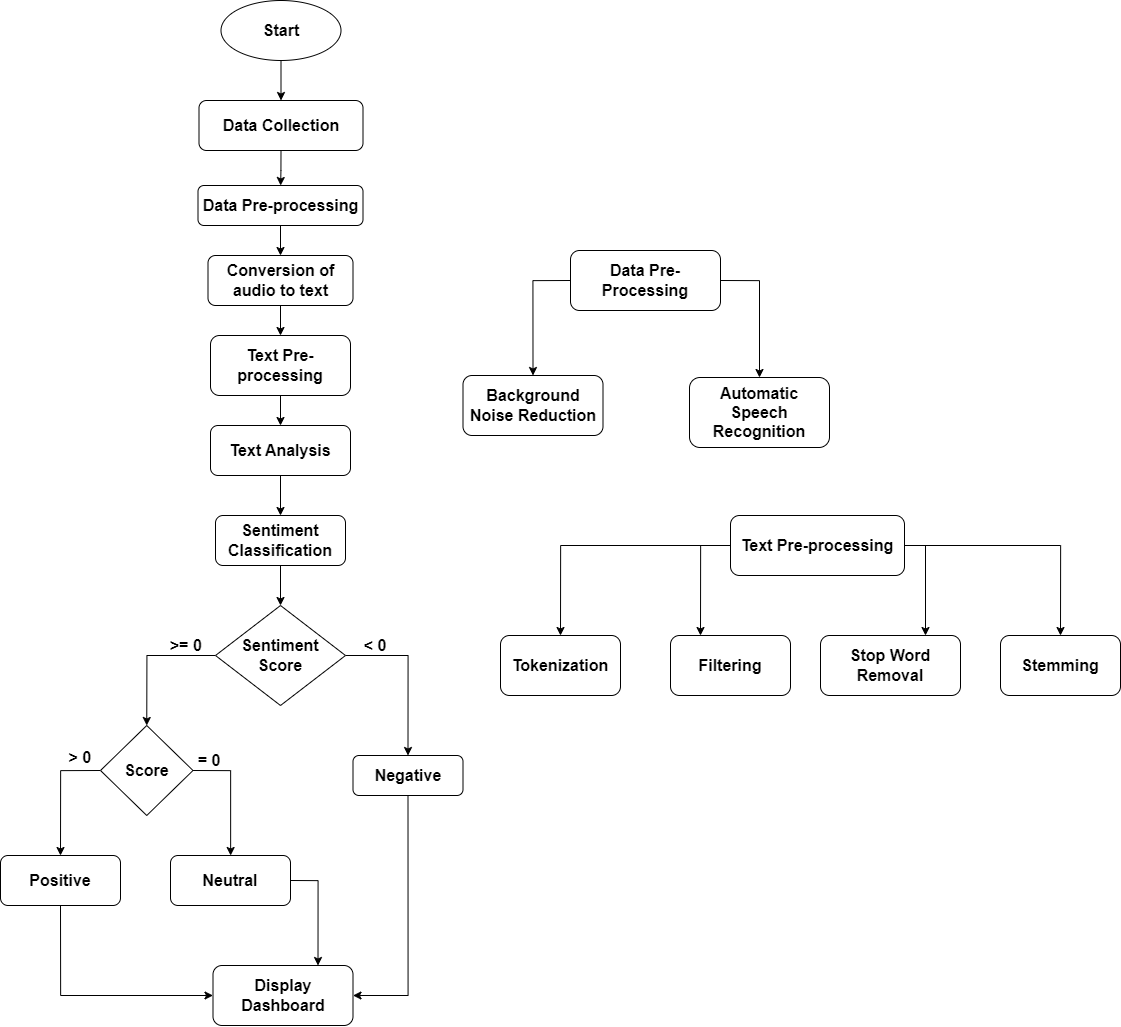 Start
Data Collection
Data Pre-processing
Conversion of
audio to text
Text Pre-
processing
Text Analysis
Sentiment
Classification
>= 0
Sentiment
Score
< 0
> 0
Score
= 0
Negative
Positive
Neutral
Display
Dashboard
Data Pre-
Processing
Background
Noise Reduction
Automatic
Speech
Recognition
Text Pre-processing
Tokenization
Filtering
Stop Word
Removal
Stemming